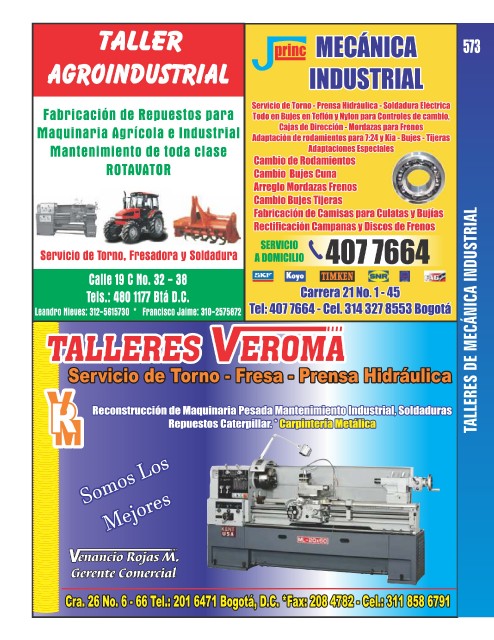 TALLER
AGROINDUSTRIAL
Fabricación de Repuestos para
Maquinaria Agrícola e Industrial
Mantenimiento de toda clase
ROTAVATOR
Servicio de Torno, Fresadora y Soldadura
Calle 19 C No. 32 - 38
Tels.: 480 1177 Btá D.C.
Leandro Nieves: 312-5615730 * Francisco Jaime: 310-2575872
Jprinc
MECÁNICA
INDUSTRIAL
Servicio de Torno - Prensa Hidráulica - Soldadura Electrica
Todo en Bujes en Teflón y Nylon para Controles de cambio.
Cajas de Dirección - Mordazas para Frenos
Adaptación de rodamientos para 7:24 y Kia - Bujes - Tijeras
Adaptaciones Especiales
Cambio de Rodamientos
Cambio Bujes Cuna
Arreglo Mordazas Frenos
Cambio Bujes Tijeras
Fabricación de Camisas para Culatas y Bujías
Rectificación Campanas y Discos de Frenos
SERVICIO
A DOMICILIO
407 7664
SKF Koyo TIMKEN SNR
Carrera 21 No. 1 - 45
Tel: 407 7664 - Cel. 314 327 8553 Bogotá
573
TALLERES DE MECÁNICA INDUSTRIAL
TALLERES VEROMA
Servicio de Torno - Fresa - Prensa Hidráulica
VRM
Reconstrucción de Maquinaria Pesada Mantenimiento Industrial, Soldaduras
Repuestos Caterpillar. * Carpintería Metálica
Somos Los
Mejores
KENT
USA
ML-20x60
Venancio Rojas M.
Gerente Comercial
Cra. 26 No. 6 - 66 Tel.: 201 6471 Bogotá, D.C. *Fax: 208 4782 - Cel.: 311 858 6791